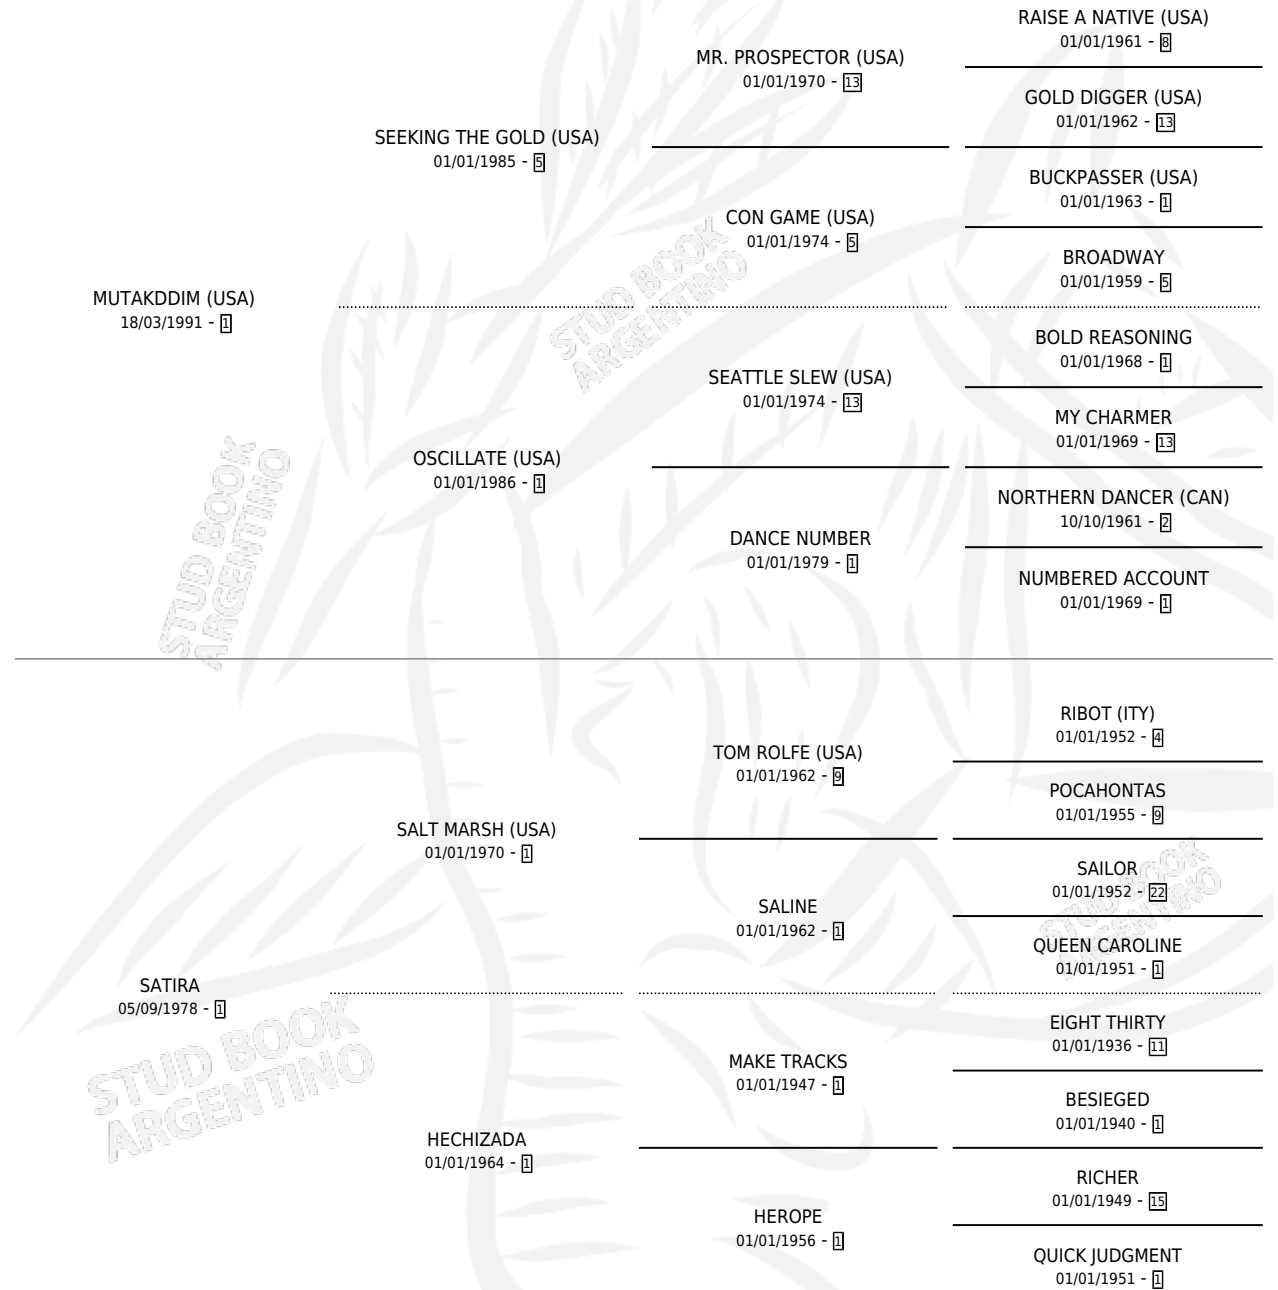 RAISE A NATIVE (USA)
01/01/1961 - 8
MR. PROSPECTOR (USA)
01/01/1970 - 13
GOLD DIGGER (USA)
01/01/1962 - 13
SEEKING THE GOLD (USA)
01/01/1985 - 5
BUCKPASSER (USA)
01/01/1963 - 1
CON GAME (USA)
01/01/1974 - 5
BROADWAY
01/01/1959 - 5
MUTAKDDIM (USA)
18/03/1991 - 1
STUD BOOK
ARGENTINO
BOLD REASONING
01/01/1968 - 1
SEATTLE SLEW (USA)
01/01/1974 - 13
MY CHARMER
01/01/1969 - 13
OSCILLATE (USA)
01/01/1986 - 1
NORTHERN DANCER (CAN)
10/10/1961 - 2
DANCE NUMBER
01/01/1979 - 1
NUMBERED ACCOUNT
01/01/1969 - 1
STUD BOOK
ARGENTINO
RIBOT (ITY)
01/01/1952 - 4
TOM ROLFE (USA)
01/01/1962 - 9
POCAHONTAS
01/01/1955 - 9
SALT MARSH (USA)
01/01/1970 - 1
SAILOR
01/01/1952 - 22
SALINE
01/01/1962 - 1
STUD BOOK
ARGENTINO
QUEEN CAROLINE
01/01/1951 - 1
SATIRA
05/09/1978 - 1
EIGHT THIRTY
01/01/1936 - 11
STUD BOOK
ARGENTINO
MAKE TRACKS
01/01/1947 - 1
BESIEGED
01/01/1940 - 1
HECHIZADA
01/01/1964 - 1
RICHER
01/01/1949 - 15
HEROPE
01/01/1956 - 1
QUICK JUDGMENT
01/01/1951 - 1